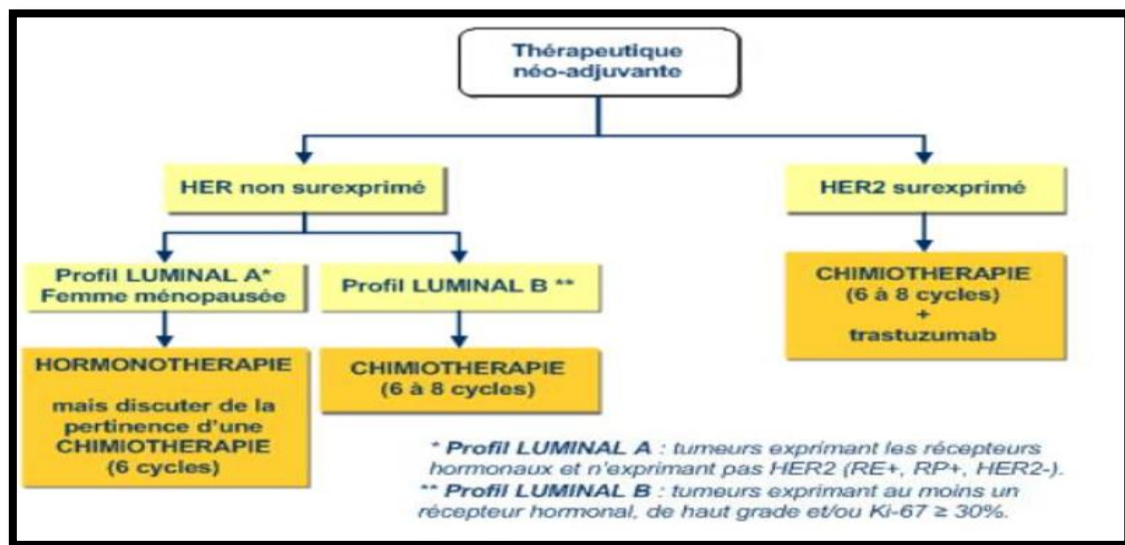 Thérapeutique
néo-adjuvante
HER non surexprimé
HER2 surexprimé
Profil LUMINAL A*
Femme ménopausée
Profil LUMINAL B **
CHIMIOTHERAPIE
(6 à 8 cycles)
+
trastuzumab
HORMONOTHERAPIE
mais discuter de la
pertinence d'une
CHIMIOTHERAPIE
(6 cycles)
CHIMIOTHERAPIE
(6 à 8 cycles)
* Profil LUMINAL A : tumeurs exprimant les récepteurs
hormonaux et n'exprimant pas HER2 (RE+, RP+, HER2-).
** Profil LUMINAL B : tumeurs exprimant au moins un
récepteur hormonal, de haut grade et/ou Ki-67 ≥ 30%.